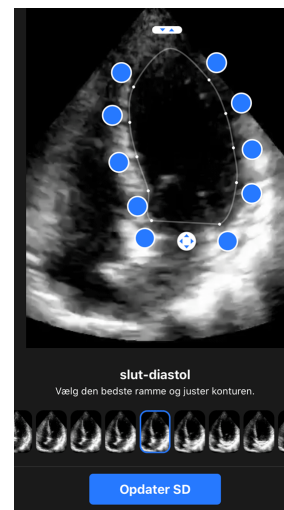 slut-diastol
Vælg den bedste ramme og juster konturen.
Opdater SD